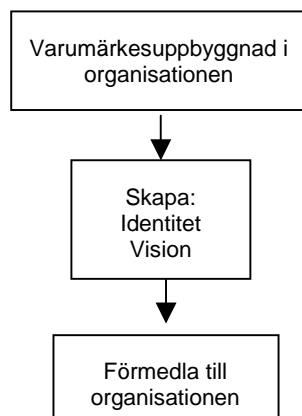 Varumärkesuppbyggnad i
organisationen
Skapa:
Identitet
Vision
Förmedla till
organisationen